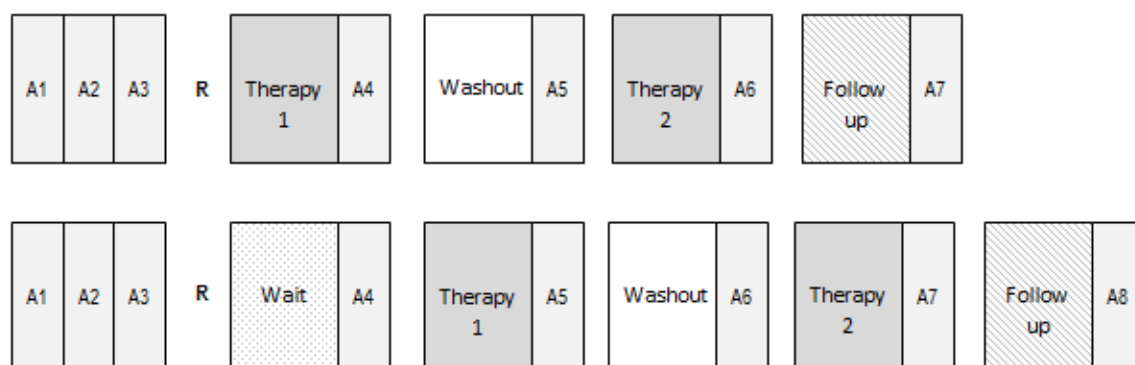 A1 A2 A3 R Therapy 1 A4 Washout A5 Therapy 2 A6 Follow up A7
A1 A2 A3 R Wait A4 Therapy 1 A5 Washout A6 Therapy 2 A7 Follow up A8